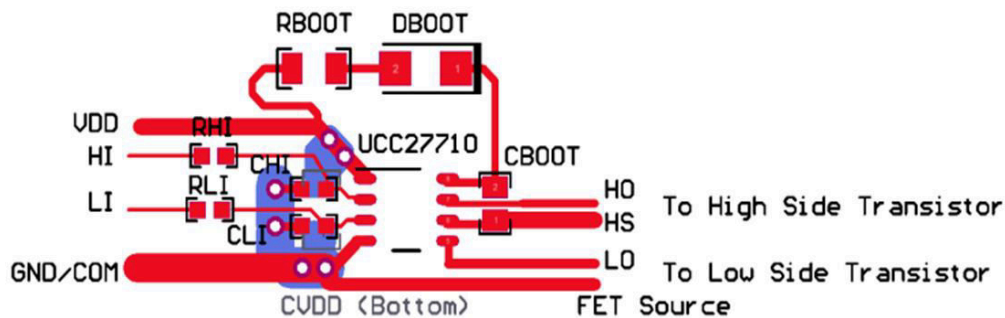 RBOOT DBOOT
2 1
VDD
RHI
UCC27710
HI
CHI
CBOOT
RLI
2
HO
LI
To High Side Transistor
1
HS
CLI
LO
GND/COM
To Low Side Transistor
CVDD (Bottom)
FET Source